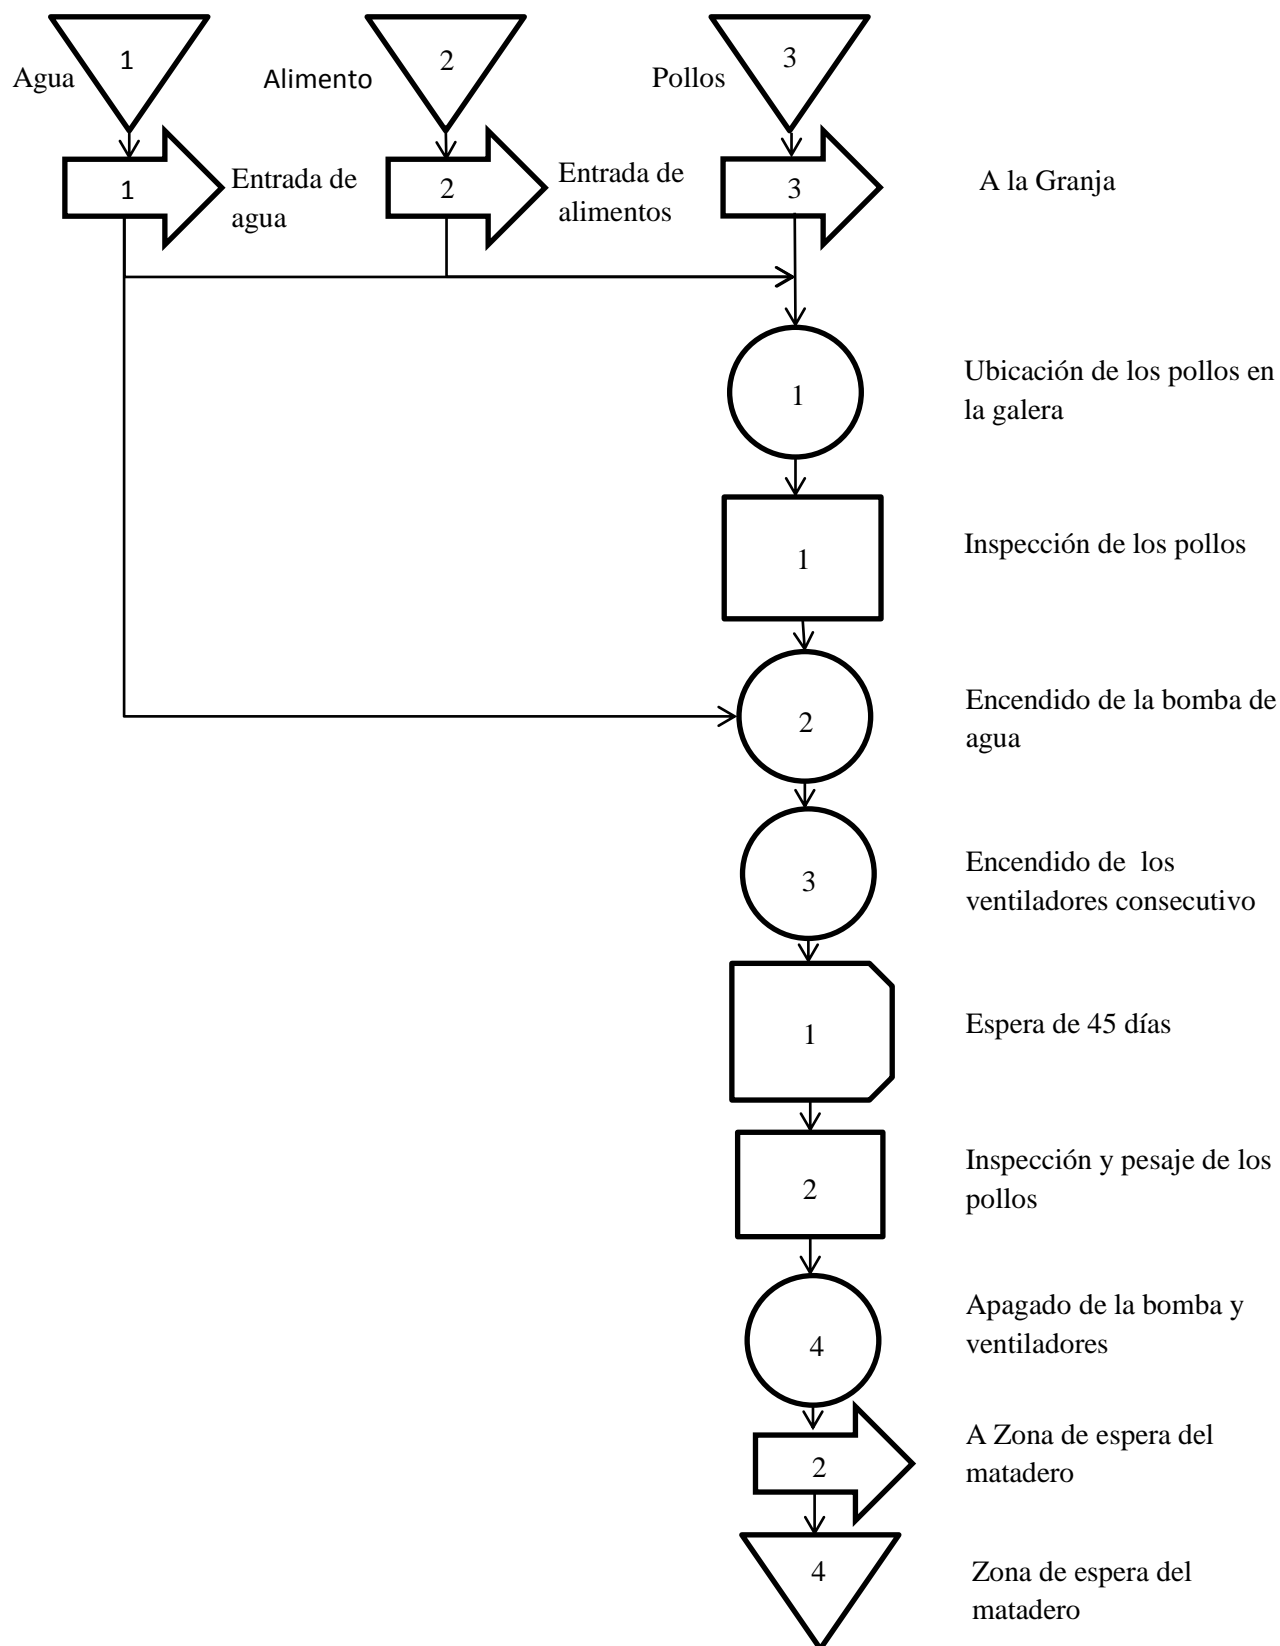 1
Agua
2
Alimento
3
Pollos
1
Entrada de
agua
2
Entrada de
alimentos
3
A la Granja
1
Ubicación de los pollos en
la galera
1
Inspección de los pollos
2
Encendido de la bomba de
agua
3
Encendido de  los
ventiladores consecutivo
1
Espera de 45 días
2
Inspección y pesaje de los
pollos
4
Apagado de la bomba y
ventiladores
2
A Zona de espera del
matadero
4
Zona de espera del
matadero